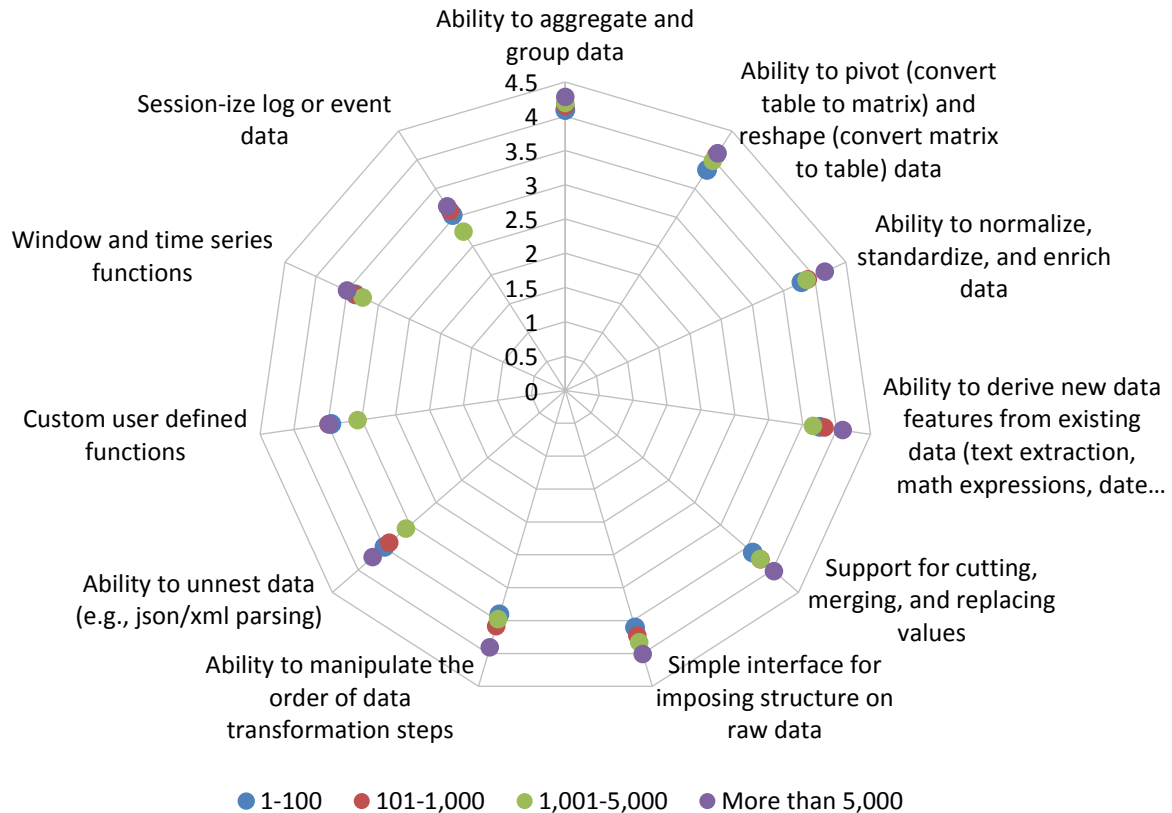 Ability to aggregate and
group data
Ability to pivot (convert
table to matrix) and
reshape (convert matrix
to table) data
Ability to normalize,
standardize, and enrich
data
Ability to derive new data
features from existing
data (text extraction,
math expressions, date…
Support for cutting,
merging, and replacing
values
Simple interface for
imposing structure on
raw data
Ability to manipulate the
order of data
transformation steps
Ability to unnest data
(e.g., json/xml parsing)
Custom user defined
functions
Window and time series
functions
Session-ize log or event
data
4.5
4
3.5
3
2.5
2
1.5
1
0.5
0
1-100 101-1,000 1,001-5,000 More than 5,000